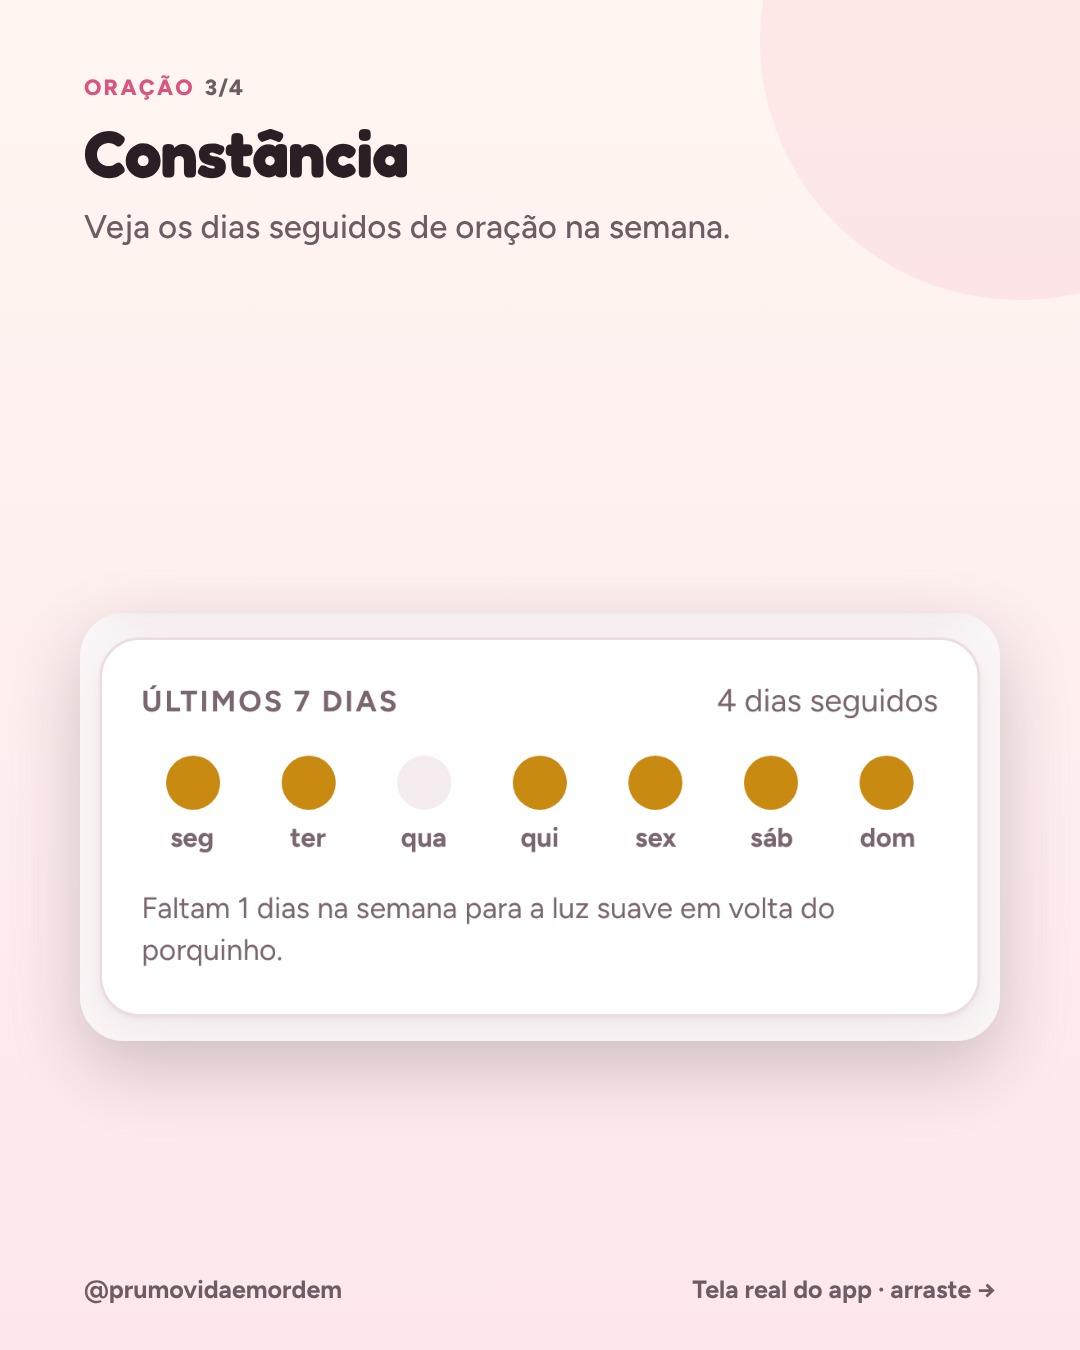 ORAÇÃO 3/4
Constância
Veja os dias seguidos de oração na semana.
ÚLTIMOS 7 DIAS 4 dias seguidos
seg ter qua qui sex sáb dom
Faltam 1 dias na semana para a luz suave em volta do
porquinho.
@prumovidaemordem Tela real do app · arraste →